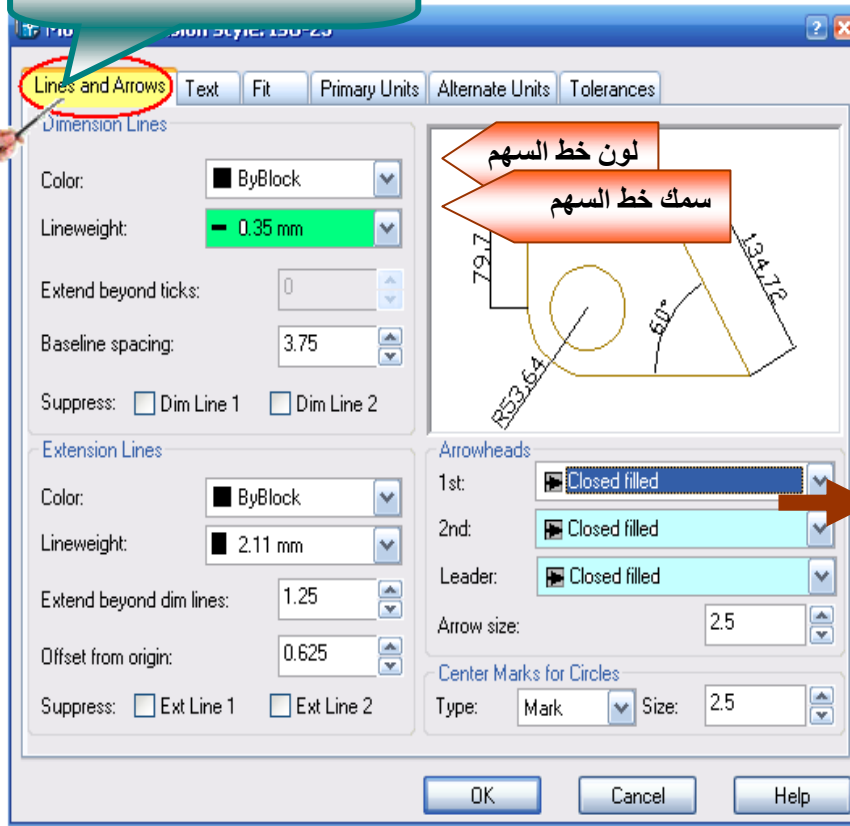 Style: ISO-25
Lines and Arrows Text Fit Primary Units Alternate Units Tolerances
Dimension Lines
Color: ByBlock
Lineweight: 0.35 mm
Extend beyond ticks: 0
Baseline spacing: 3.75
Suppress: Dim Line 1 Dim Line 2
لون خط السهم
سمك خط السهم
79,7
134,72
60°
R53,64
Extension Lines
Color: ByBlock
Lineweight: 2.11 mm
Extend beyond dim lines: 1.25
Offset from origin: 0.625
Suppress: Ext Line 1 Ext Line 2
Arrowheads
1st: Closed filled
2nd: Closed filled
Leader: Closed filled
Arrow size: 2.5
Center Marks for Circles
Type: Mark Size: 2.5
OK Cancel Help